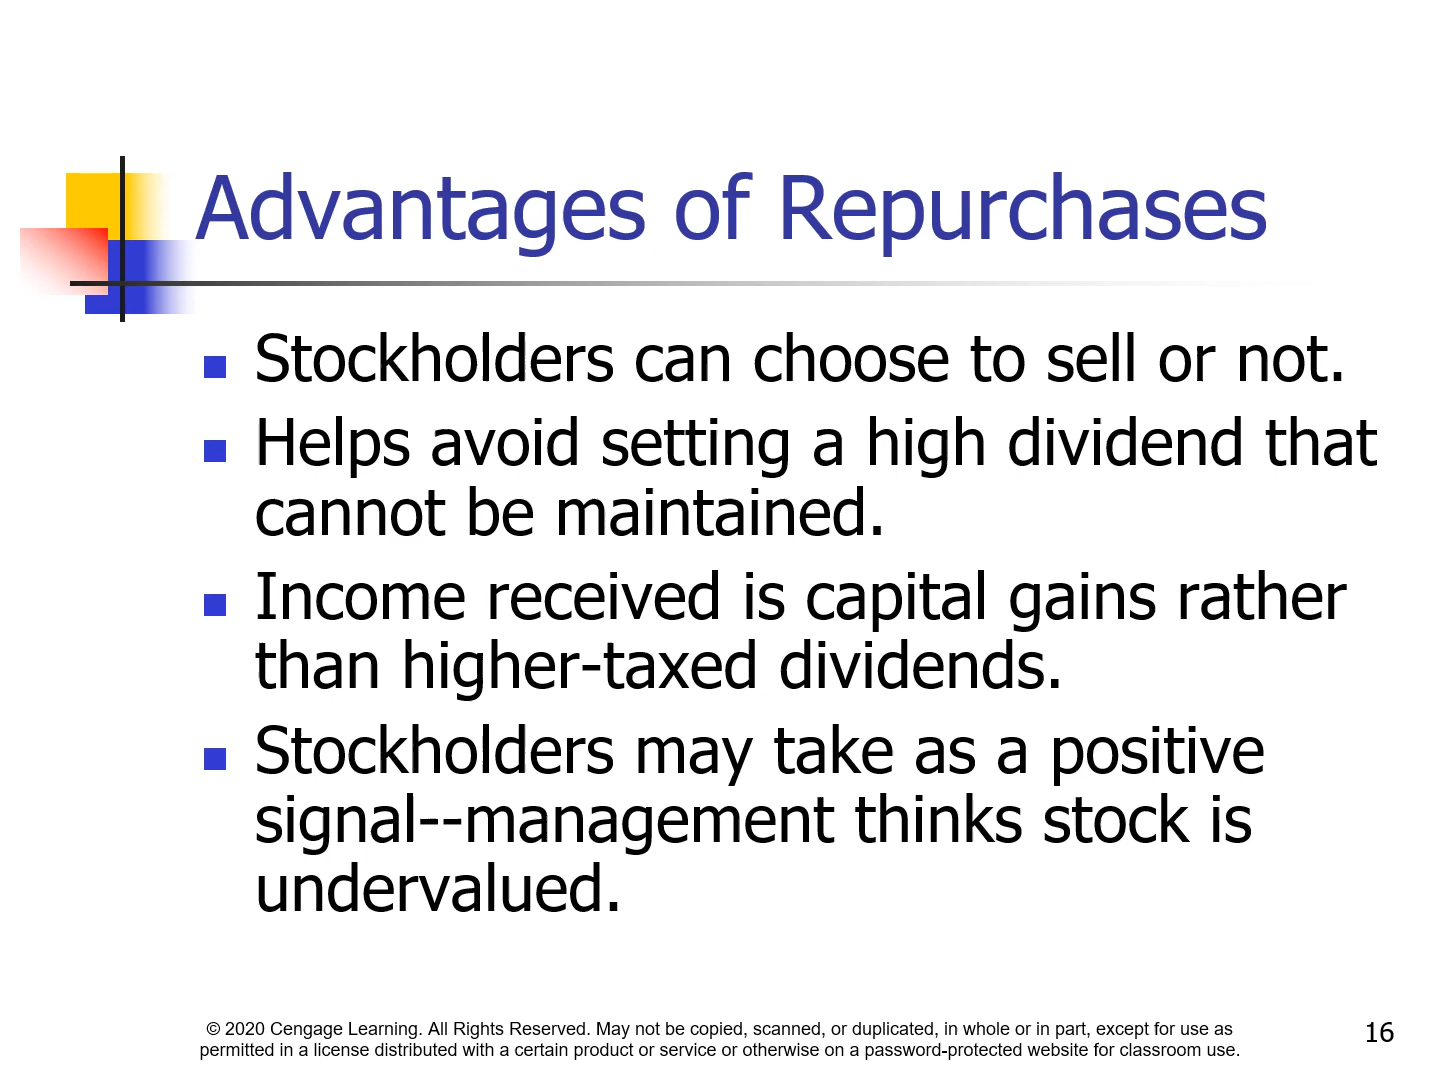 Advantages of Repurchases
Stockholders can choose to sell or not.
Helps avoid setting a high dividend that
cannot be maintained.
Income received is capital gains rather
than higher-taxed dividends.
Stockholders may take as a positive
signal--management thinks stock is
undervalued.
© 2020 Cengage Learning. All Rights Reserved. May not be copied, scanned, or duplicated, in whole or in part, except for use as
permitted in a license distributed with a certain product or service or otherwise on a password-protected website for classroom use.
16